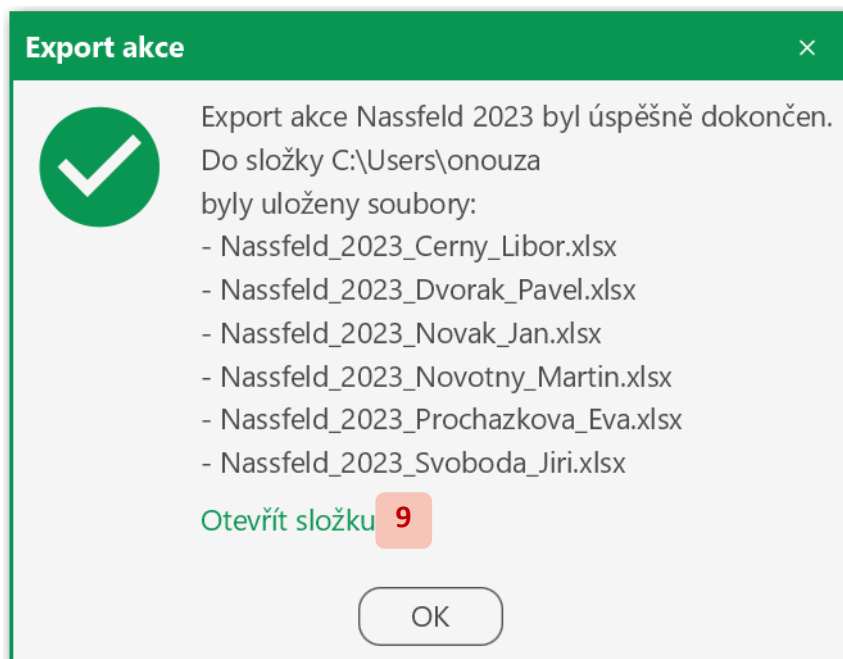 Export akce ×
Export akce Nassfeld 2023 byl úspěšně dokončen.
Do složky C:\Users\onouza
byly uloženy soubory:
- Nassfeld_2023_Cerny_Libor.xlsx
- Nassfeld_2023_Dvorak_Pavel.xlsx
- Nassfeld_2023_Novak_Jan.xlsx
- Nassfeld_2023_Novotny_Martin.xlsx
- Nassfeld_2023_Prochazkova_Eva.xlsx
- Nassfeld_2023_Svoboda_Jiri.xlsx
Otevřít složku 9
OK